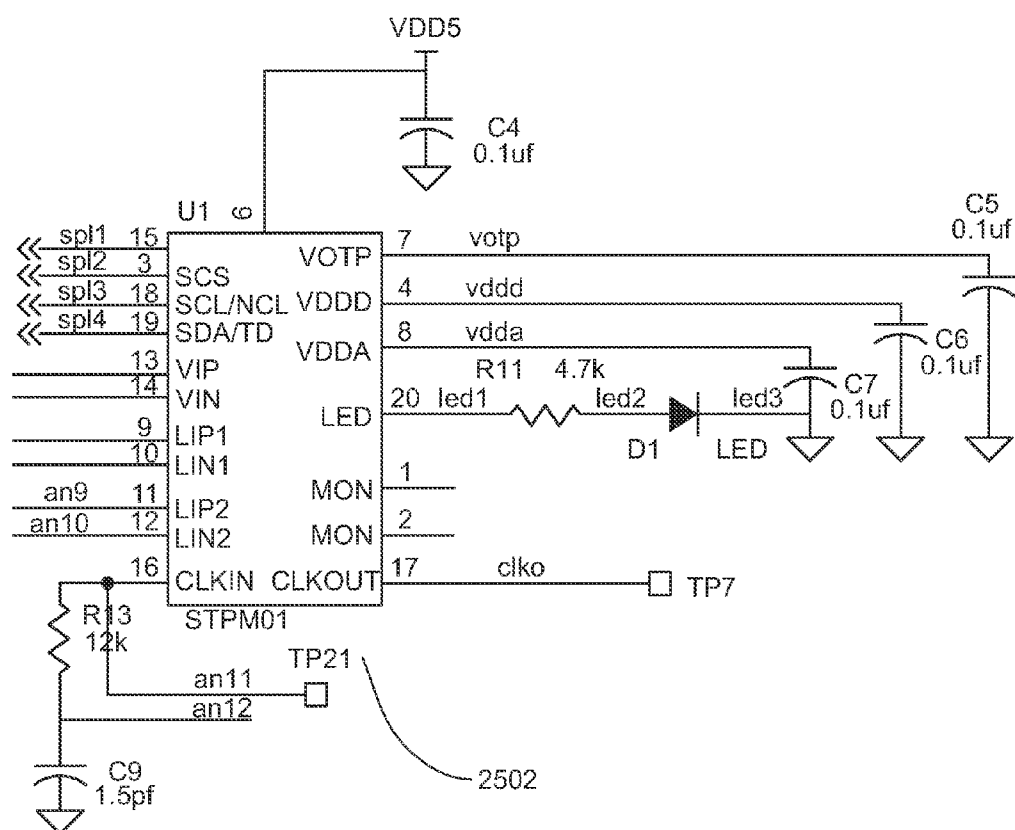 VDD5
C4
0.1uf
U1
6
C5
0.1uf
spl1 15
spl2 3
spl3 18
spl4 19
SCS
SCL/NCL
SDA/TD
VOTP 7 votp
VDDD 4 vddd
VDDA 8 vdda
C6
0.1uf
R11 4.7k
C7
0.1uf
13 VIP
14 VIN
LED 20 led1 led2 led3
D1 LED
9 LIP1
10 LIN1
MON 1
an9 11 LIP2
an10 12 LIN2
MON 2
16 CLKIN
CLKOUT 17 clko
TP7
STPM01
R13
12k
TP21
an11
an12
C9
1.5pf
2502